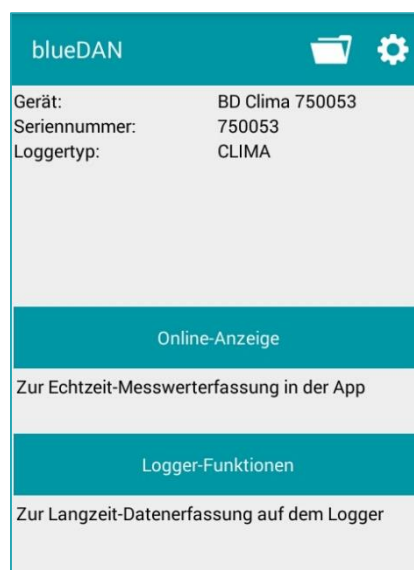 blueDAN
Gerät: BD Clima 750053
Seriennummer: 750053
Loggertyp: CLIMA
Online-Anzeige
Zur Echtzeit-Messwerterfassung in der App
Logger-Funktionen
Zur Langzeit-Datenerfassung auf dem Logger